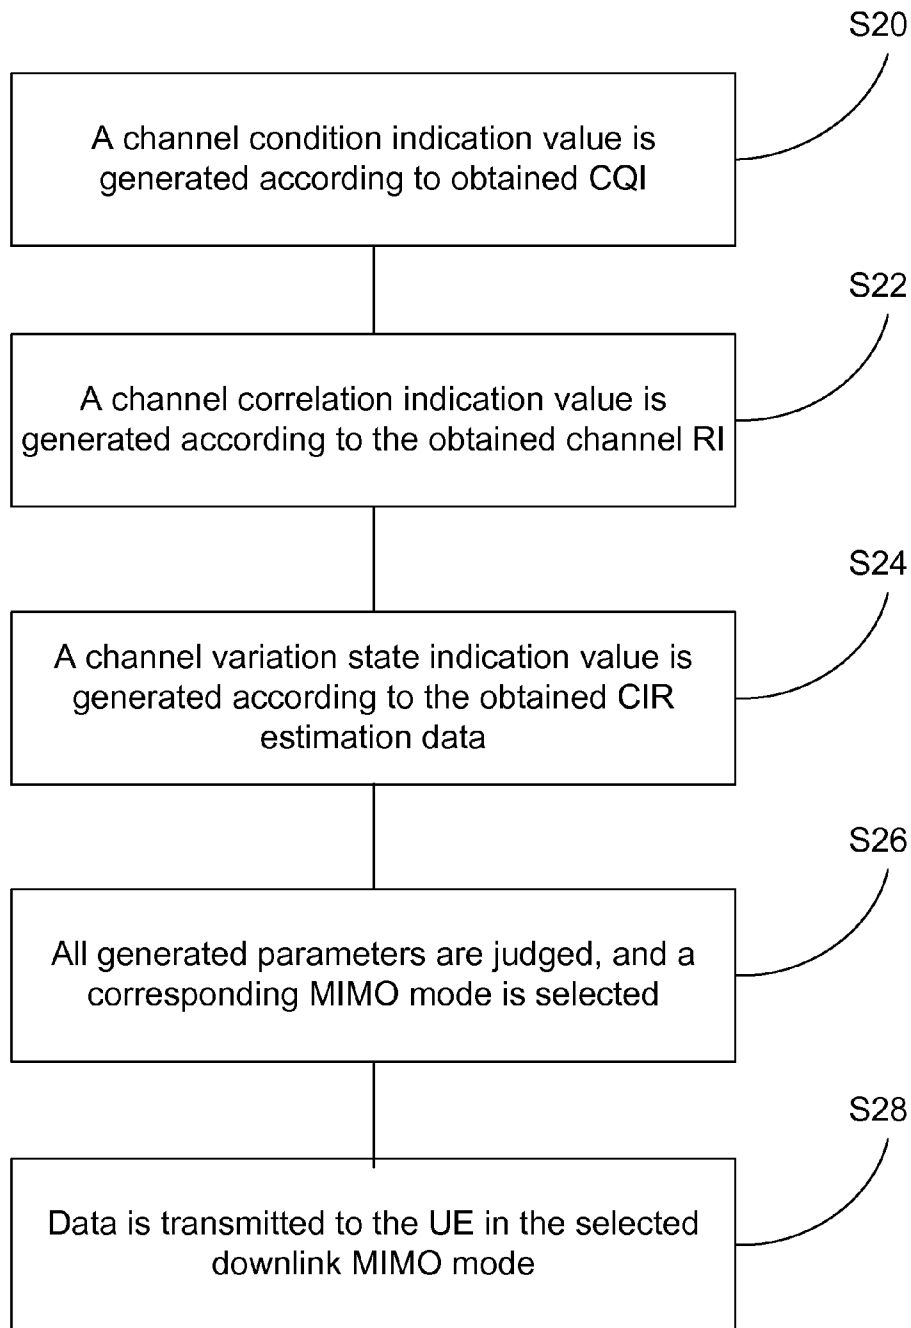 S20
A channel condition indication value is
generated according to obtained CQI
S22
A channel correlation indication value is
generated according to the obtained channel RI
S24
A channel variation state indication value is
generated according to the obtained CIR
estimation data
S26
All generated parameters are judged, and a
corresponding MIMO mode is selected
S28
Data is transmitted to the UE in the selected
downlink MIMO mode